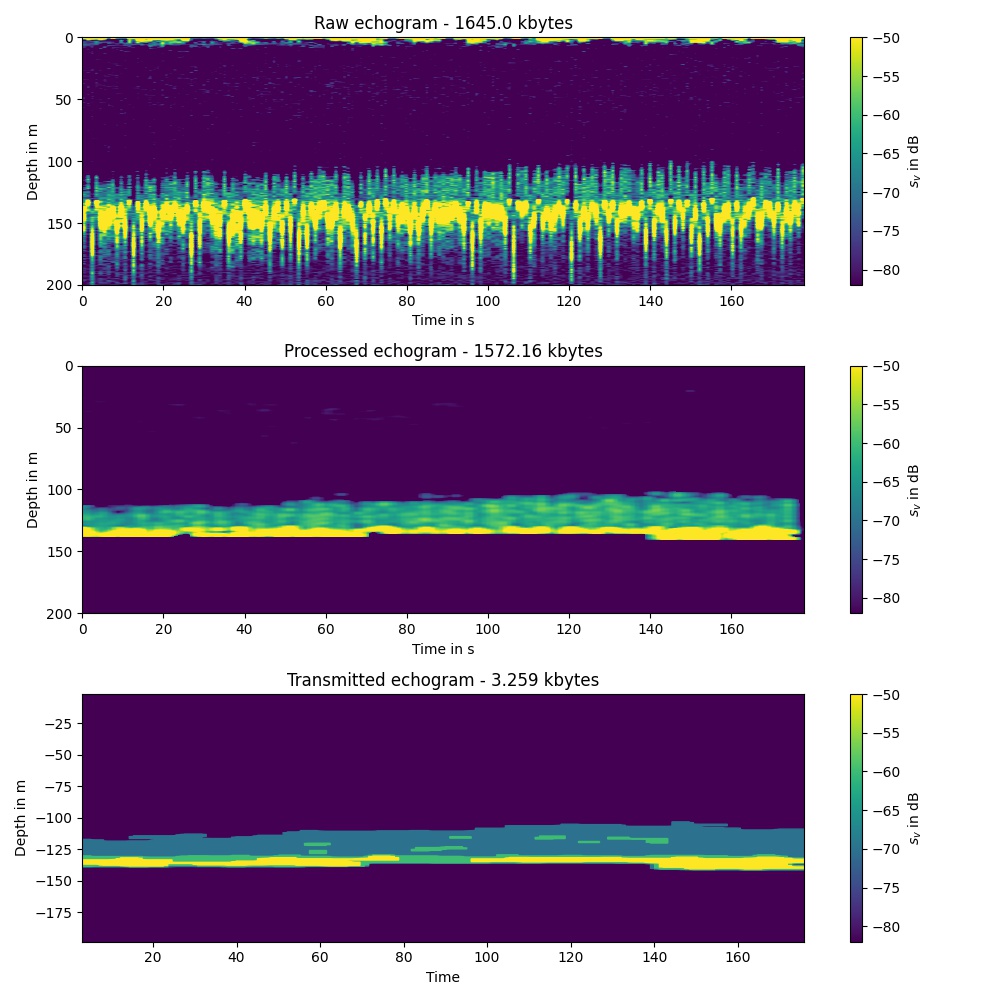 Raw echogram - 1645.0 kbytes
0
50
100
150
200
Depth in m
0 20 40 60 80 100 120 140 160
Time in s
−50
−55
−60
−65
−70
−75
−80
sv in dB
Processed echogram - 1572.16 kbytes
0
50
100
150
200
Depth in m
0 20 40 60 80 100 120 140 160
Time in s
−50
−55
−60
−65
−70
−75
−80
sv in dB
Transmitted echogram - 3.259 kbytes
−25
−50
−75
−100
−125
−150
−175
Depth in m
20 40 60 80 100 120 140 160
Time
−50
−55
−60
−65
−70
−75
−80
sv in dB